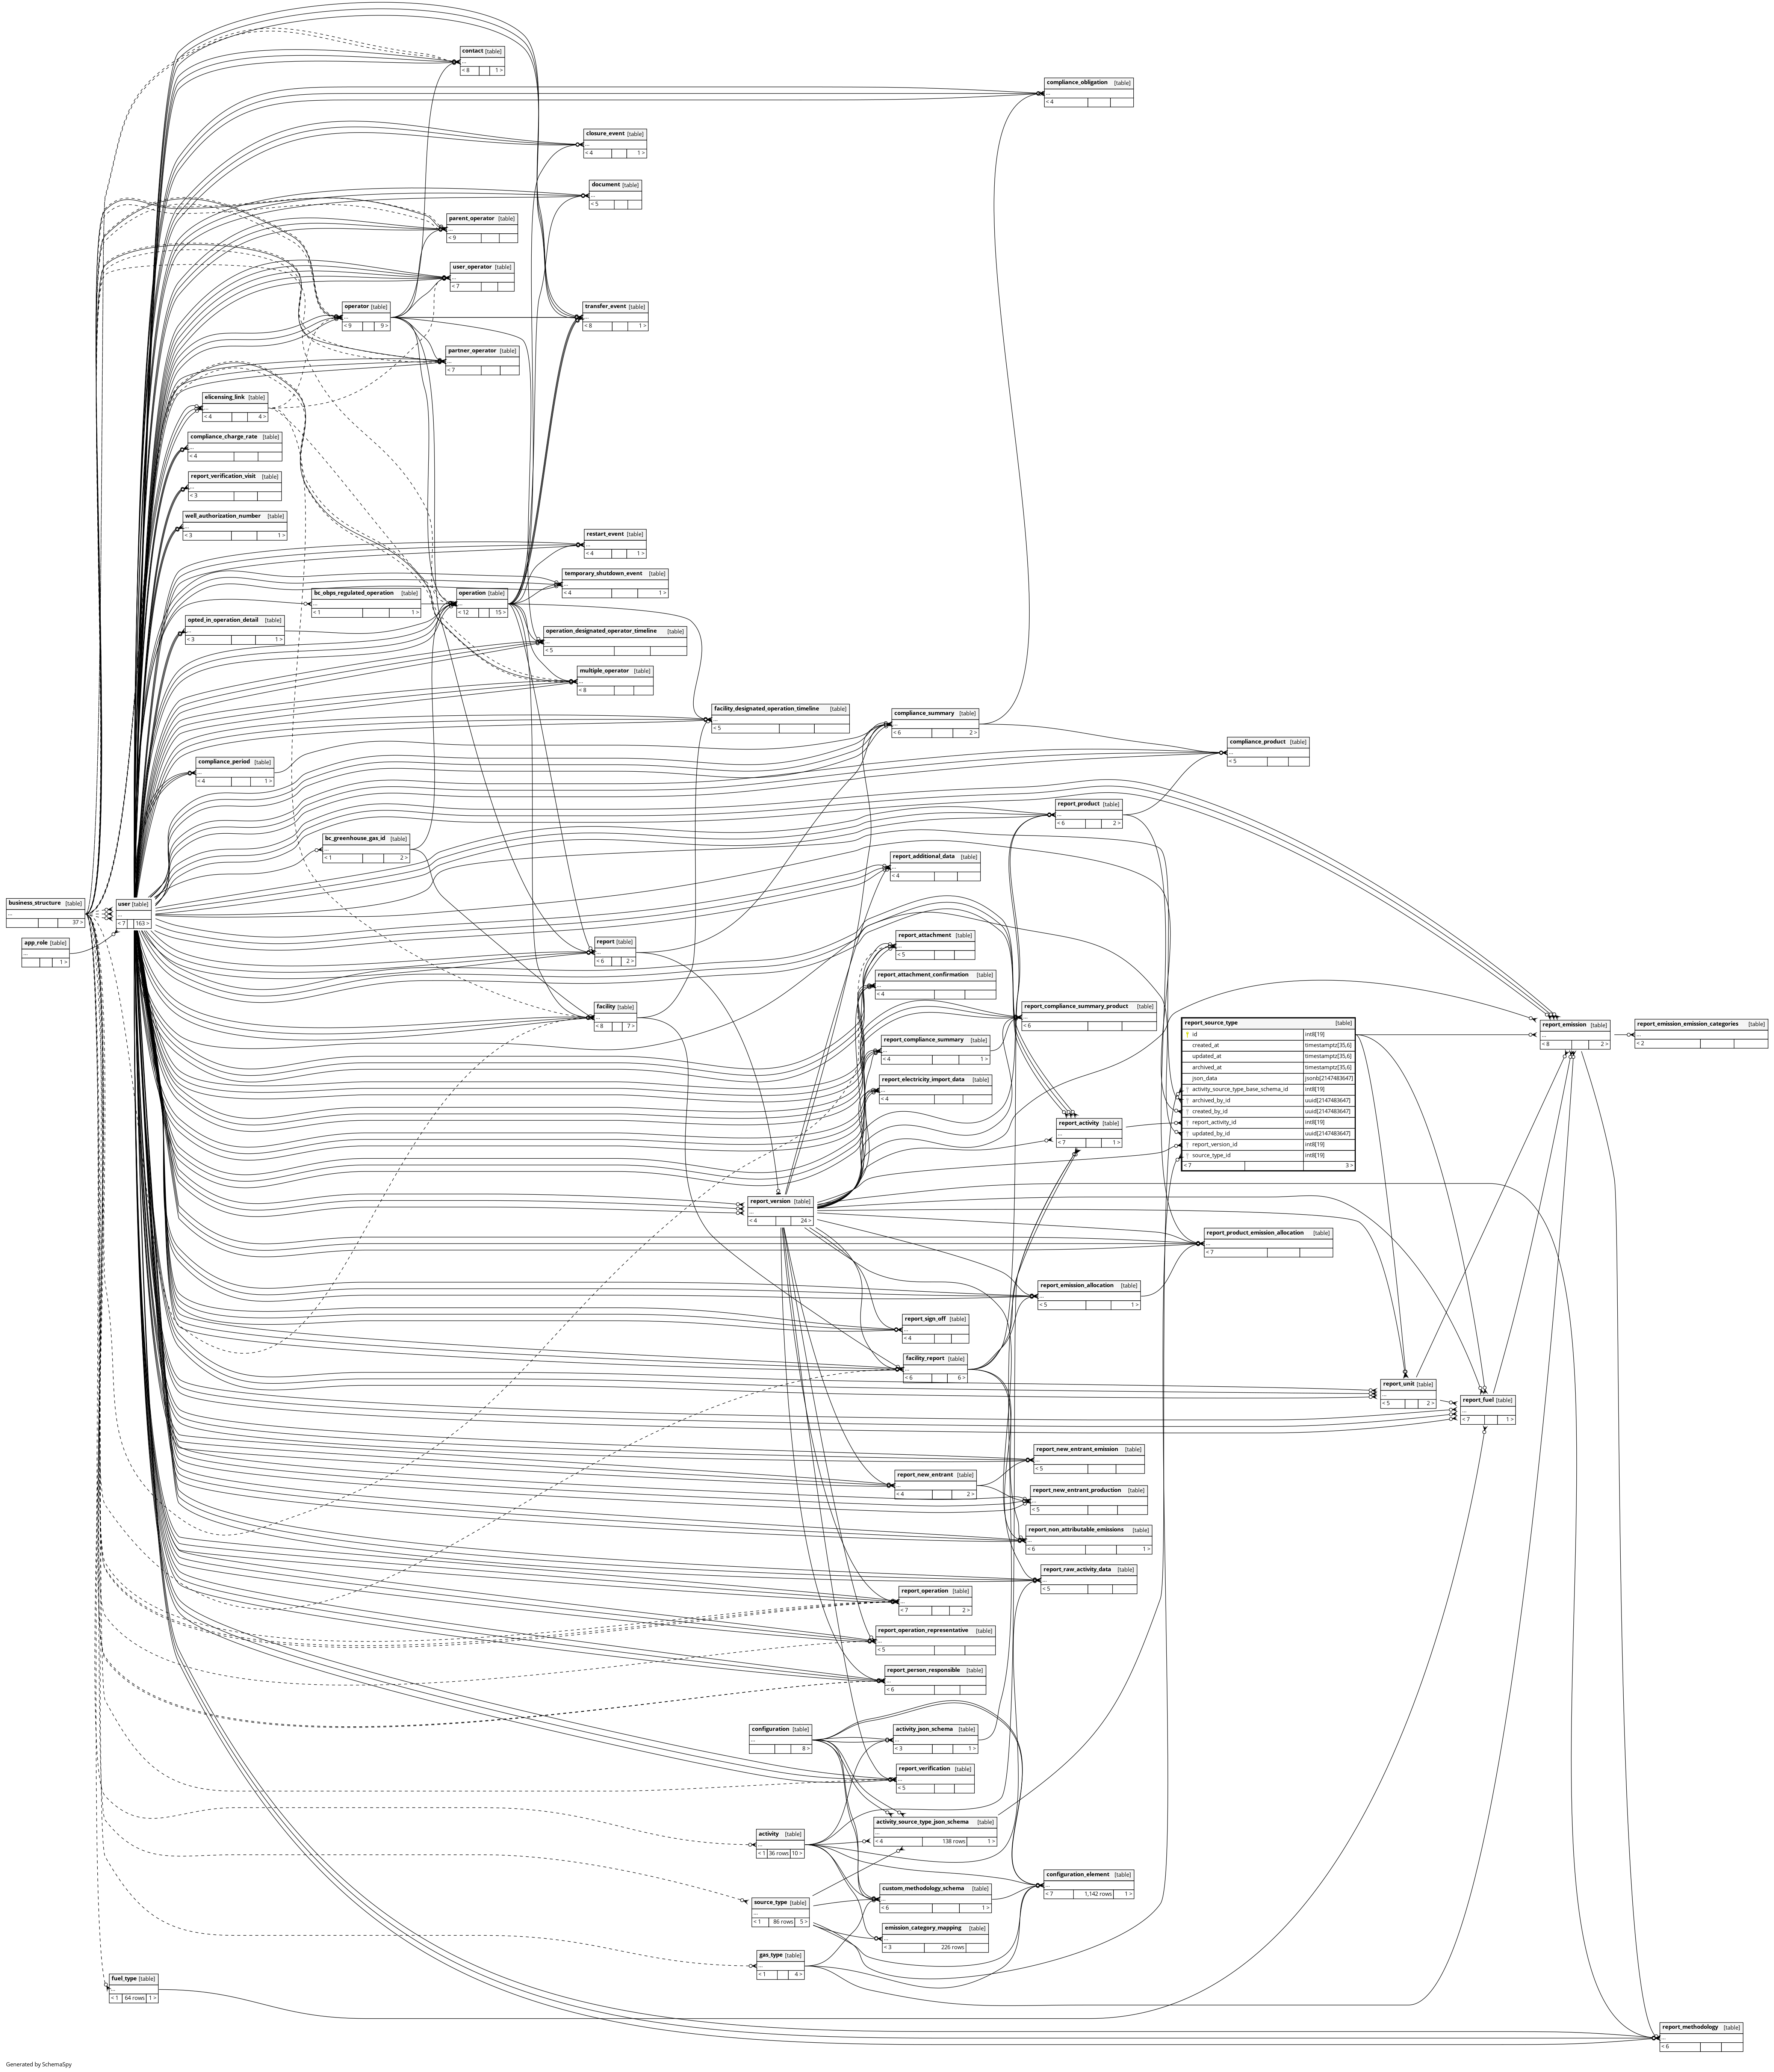 contact [table]
...
< 8 1 >
compliance_obligation [table]
...
< 4
closure_event [table]
...
< 4 1 >
document [table]
...
< 5
parent_operator [table]
...
< 9
user_operator [table]
...
< 7
operator [table]
...
< 9 9 >
transfer_event [table]
...
< 8 1 >
partner_operator [table]
...
< 7
elicensing_link [table]
...
< 4 4 >
compliance_charge_rate [table]
...
< 4
report_verification_visit [table]
...
< 3
well_authorization_number [table]
...
< 3 1 >
restart_event [table]
...
< 4 1 >
temporary_shutdown_event [table]
...
< 4 1 >
bc_obps_regulated_operation [table]
...
< 1 1 >
operation [table]
...
< 12 15 >
opted_in_operation_detail [table]
...
< 3 1 >
operation_designated_operator_timeline [table]
...
< 5
multiple_operator [table]
...
< 8
facility_designated_operation_timeline [table]
...
< 5
compliance_summary [table]
...
< 6 2 >
compliance_product [table]
...
< 5
compliance_period [table]
...
< 4 1 >
report_product [table]
...
< 6 2 >
bc_greenhouse_gas_id [table]
...
< 1 2 >
report_additional_data [table]
...
< 4
business_structure [table]
...
37 >
user [table]
...
< 7 163 >
app_role [table]
...
1 >
report [table]
...
< 6 2 >
report_attachment [table]
...
< 5
report_attachment_confirmation [table]
...
< 4
facility [table]
...
< 8 7 >
report_compliance_summary_product [table]
...
< 6
report_compliance_summary [table]
...
< 4 1 >
report_electricity_import_data [table]
...
< 4
report_source_type [table]
id int8[19]
created_at timestamptz[35,6]
updated_at timestamptz[35,6]
archived_at timestamptz[35,6]
json_data jsonb[2147483647]
activity_source_type_base_schema_id int8[19]
archived_by_id uuid[2147483647]
created_by_id uuid[2147483647]
report_activity_id int8[19]
updated_by_id uuid[2147483647]
report_version_id int8[19]
source_type_id int8[19]
< 7 3 >
report_emission [table]
...
< 8 2 >
report_emission_emission_categories [table]
...
< 2
report_activity [table]
...
< 7 1 >
report_version [table]
...
< 4 24 >
report_product_emission_allocation [table]
...
< 7
report_emission_allocation [table]
...
< 5 1 >
report_sign_off [table]
...
< 4
facility_report [table]
...
< 6 6 >
report_unit [table]
...
< 5 2 >
report_fuel [table]
...
< 7 1 >
report_new_entrant_emission [table]
...
< 5
report_new_entrant [table]
...
< 4 2 >
report_new_entrant_production [table]
...
< 5
report_non_attributable_emissions [table]
...
< 6 1 >
report_raw_activity_data [table]
...
< 5
report_operation [table]
...
< 7 2 >
report_operation_representative [table]
...
< 5
report_person_responsible [table]
...
< 6
configuration [table]
...
8 >
activity_json_schema [table]
...
< 3 1 >
report_verification [table]
...
< 5
activity_source_type_json_schema [table]
...
< 4 138 rows 1 >
activity [table]
...
< 1 36 rows 10 >
configuration_element [table]
...
< 7 1,142 rows 1 >
custom_methodology_schema [table]
...
< 6 1 >
source_type [table]
...
< 1 86 rows 5 >
emission_category_mapping [table]
...
< 3 226 rows
gas_type [table]
...
< 1 4 >
fuel_type [table]
...
< 1 64 rows 1 >
report_methodology [table]
...
< 6
Generated by SchemaSpy